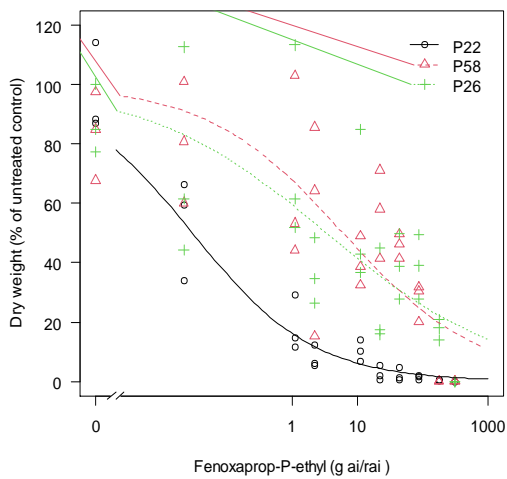 120
100
80
60
40
20
0
0
1
10
1000
P22
P58
P26
Dry weight (% of untreated control)
Fenoxaprop-P-ethyl (g ai/rai )